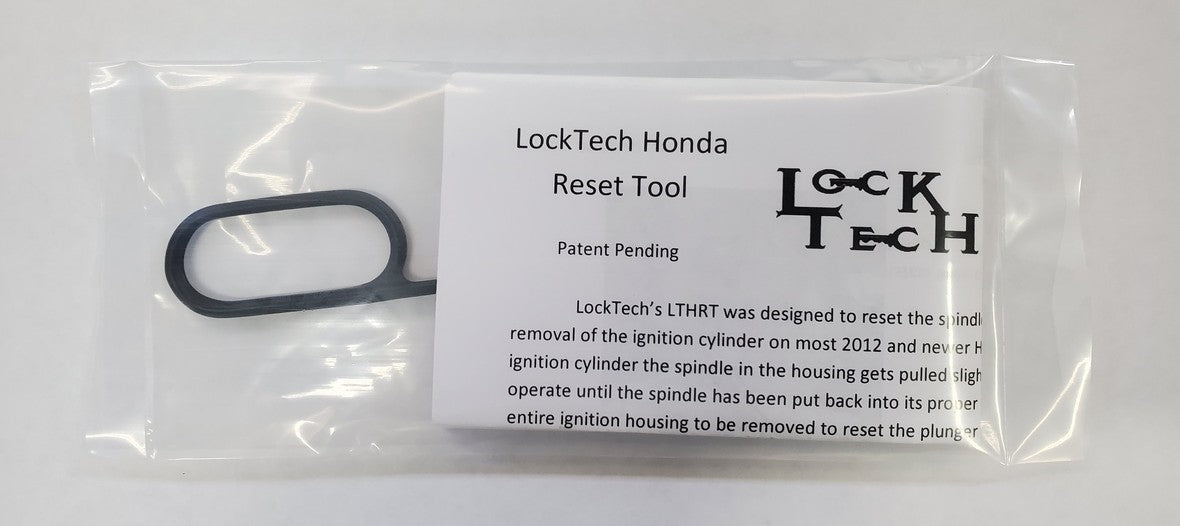 LockTech Honda
Reset Tool
LOCK
TECH
Patent Pending
LockTech's LTHRT was designed to reset the spindl
removal of the ignition cylinder on most 2012 and newer H
ignition cylinder the spindle in the housing gets pulled sligh
operate until the spindle has been put back into its proper
entire ignition housing to be removed to reset the plunger